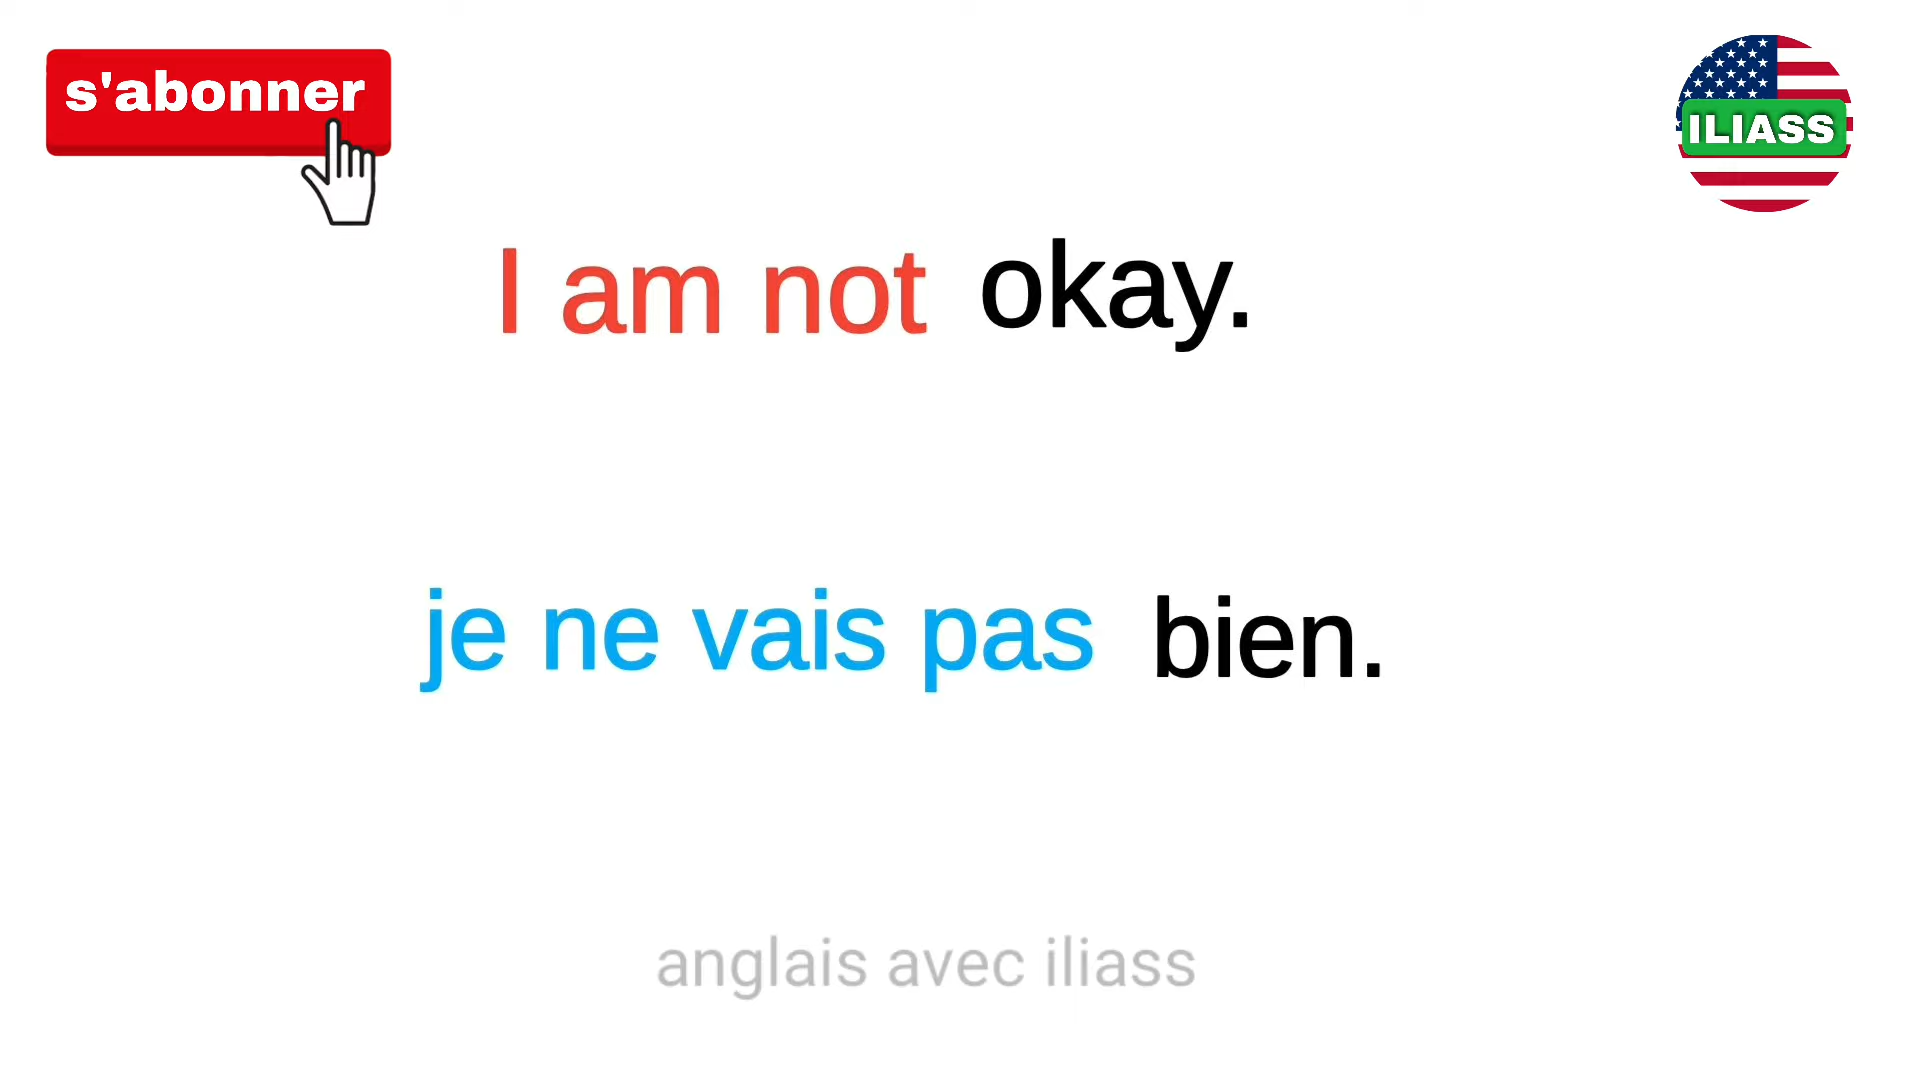 s'abonner
ILIASS
I am not okay.
je ne vais pas bien.
anglais avec iliass